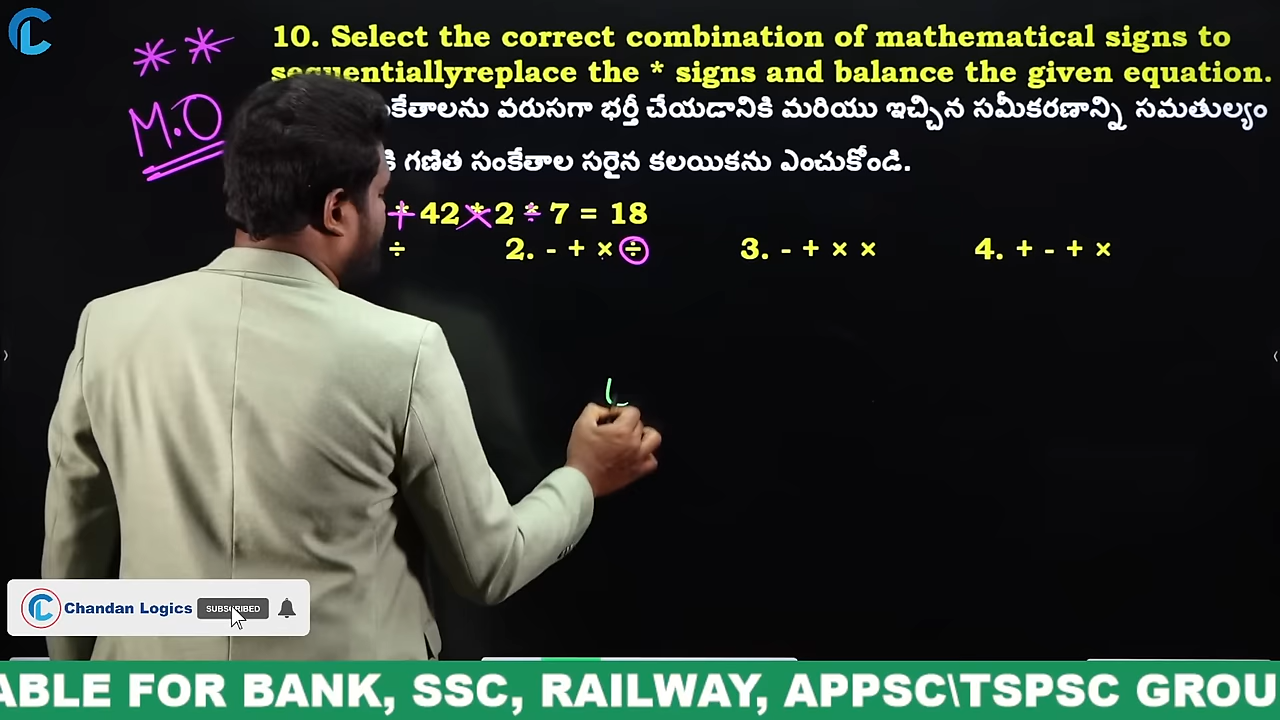 10. Select the correct combination of mathematical signs to
sequentiallyreplace the * signs and balance the given equation.
M.O
వరుసగా భర్తీ చేయడానికి మరియు ఇచ్చిన సమీకరణాన్ని సమతుల్యం
గణిత సంకేతాల సరైన కలయికను ఎంచుకోండి.
* 42 * 2 * 7 = 18
÷ 2. - + × ÷ 3. - + × × 4. + - + ×
Chandan Logics SUBSCRIBED
ABLE FOR BANK, SSC, RAILWAY, APPSC\TSPSC GROU